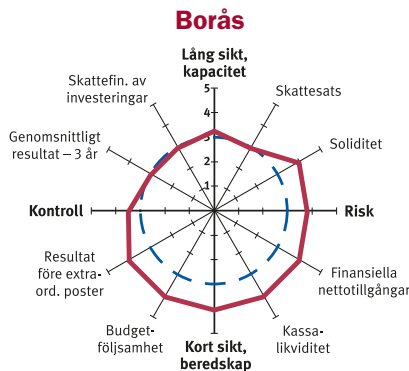 Borås
Lång sikt,
kapacitet
Skattefin. av
investeringar
Skattesats
5
4
3
2
1
Genomsnittligt
resultat – 3 år
Soliditet
Kontroll
Risk
Resultat
före extra-
ord. poster
Finansiella
nettotillgångar
Budget-
följsamhet
Kassa-
likviditet
Kort sikt,
beredskap